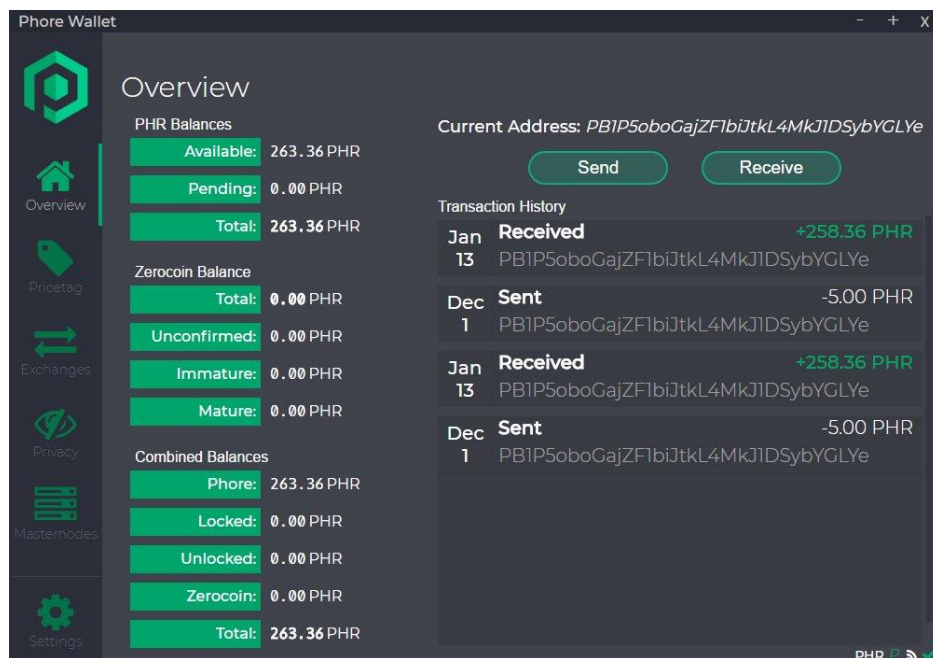 Phore Wallet
- + x
Overview
PHR Balances
Available: 263.36 PHR
Pending: 0.00 PHR
Total: 263.36 PHR
Zerocoin Balance
Total: 0.00 PHR
Unconfirmed: 0.00 PHR
Immature: 0.00 PHR
Mature: 0.00 PHR
Combined Balances
Phore: 263.36 PHR
Locked: 0.00 PHR
Unlocked: 0.00 PHR
Zerocoin: 0.00 PHR
Total: 263.36 PHR
Current Address: PB1P5oboGajZF1biJtkL4MkJ1DSybYGLYe
Send
Receive
Transaction History
Jan 13 Received +258.36 PHR
PB1P5oboGajZF1biJtkL4MkJ1DSybYGLYe
Dec 1 Sent -5.00 PHR
PB1P5oboGajZF1biJtkL4MkJ1DSybYGLYe
Jan 13 Received +258.36 PHR
PB1P5oboGajZF1biJtkL4MkJ1DSybYGLYe
Dec 1 Sent -5.00 PHR
PB1P5oboGajZF1biJtkL4MkJ1DSybYGLYe
Overview
Pricetag
Exchanges
Privacy
Masternodes
Settings
PHR